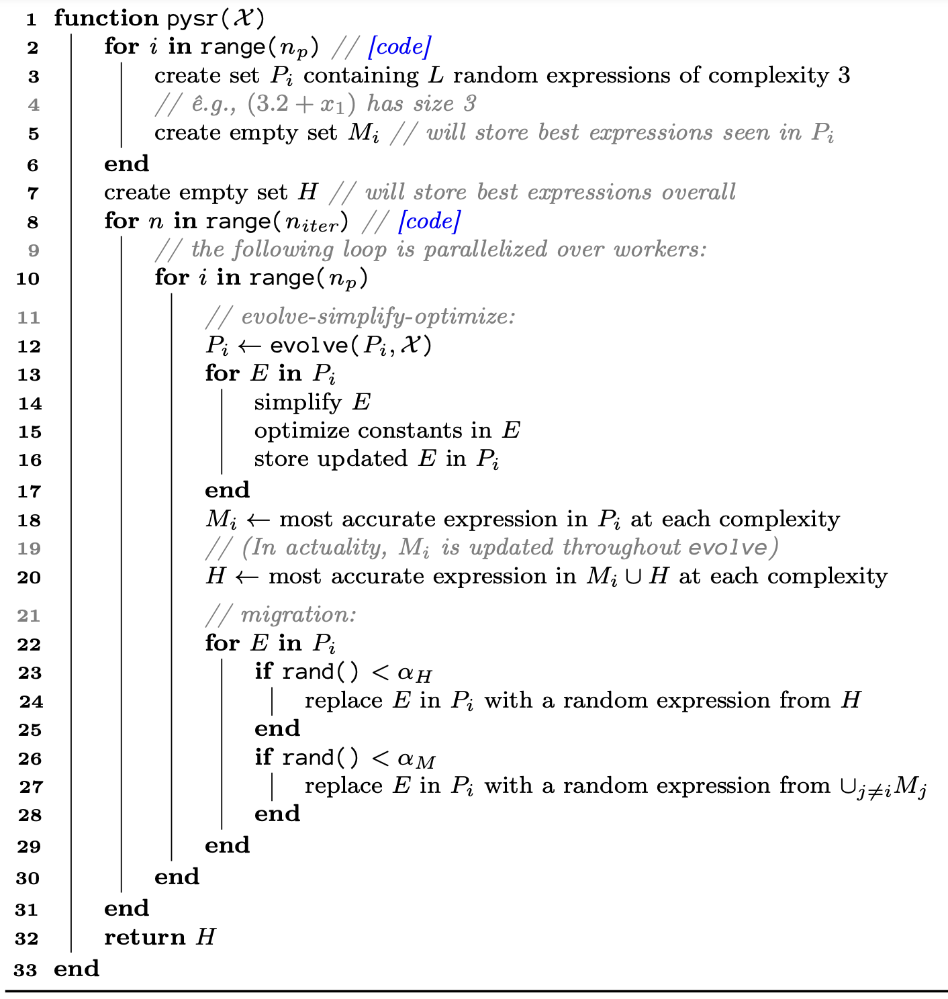 1 function pysr(𝒳)
2 for i in range(n_p) // [code]
3 create set P_i containing L random expressions of complexity 3
4 // ê.g., (3.2 + x_1) has size 3
5 create empty set M_i // will store best expressions seen in P_i
6 end
7 create empty set H // will store best expressions overall
8 for n in range(n_iter) // [code]
9 // the following loop is parallelized over workers:
10 for i in range(n_p)
11 // evolve-simplify-optimize:
12 P_i ← evolve(P_i, 𝒳)
13 for E in P_i
14 simplify E
15 optimize constants in E
16 store updated E in P_i
17 end
18 M_i ← most accurate expression in P_i at each complexity
19 // (In actuality, M_i is updated throughout evolve)
20 H ← most accurate expression in M_i ∪ H at each complexity
21 // migration:
22 for E in P_i
23 if rand() < α_H
24 replace E in P_i with a random expression from H
25 end
26 if rand() < α_M
27 replace E in P_i with a random expression from ∪_{j≠i}M_j
28 end
29 end
30 end
31 end
32 return H
33 end